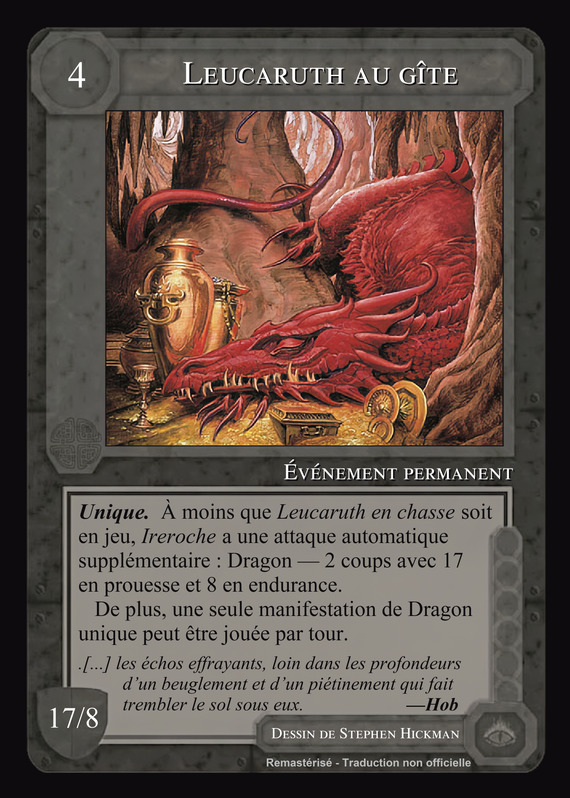 4
Leucaruth au gîte
Événement permanent
Unique. À moins que Leucaruth en chasse soit
en jeu, Ireroche a une attaque automatique
supplémentaire : Dragon — 2 coups avec 17
en prouesse et 8 en endurance.
De plus, une seule manifestation de Dragon
unique peut être jouée par tour.
.[...] les échos effrayants, loin dans les profondeurs
d’un beuglement et d’un piétinement qui fait
trembler le sol sous eux. —Hob
17/8
Dessin de Stephen Hickman
Remastérisé - Traduction non officielle